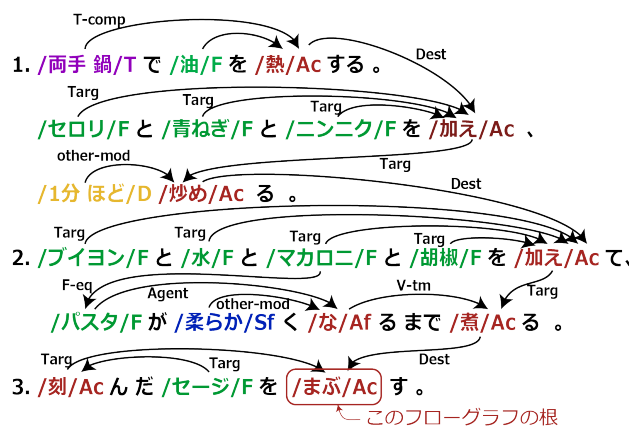 T-comp
1. /両手 鍋/T で /油/F を /熱/Ac する 。
Dest
Targ Targ Targ
/セロリ/F と /青ねぎ/F と /ニンニク/F を /加え/Ac 、
other-mod Targ
/1分 ほど/D /炒め/Ac る 。
Dest
Targ Targ Targ Targ
2. /ブイヨン/F と /水/F と /マカロニ/F と /胡椒/F を /加え/Ac て、
F-eq Agent other-mod V-tm Targ
/パスタ/F が /柔らか/Sf く /な/Af る まで /煮/Ac る 。
Targ Targ Dest
3. /刻/Ac ん だ /セージ/F を /まぶ/Ac す 。
このフローグラフの根